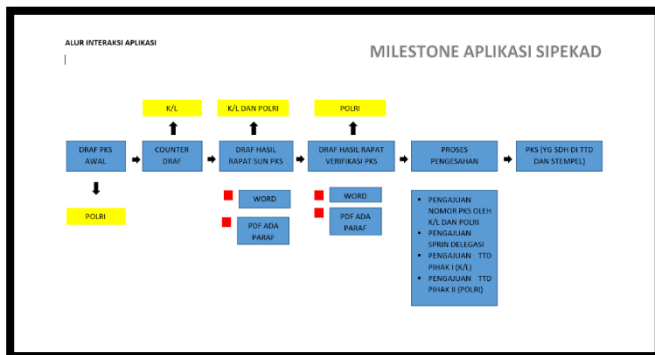 ALUR INTERAKSI APLIKASI
MILESTONE APLIKASI SIPEKAD
K/L
K/L DAN POLRI
POLRI
DRAF PKS
AWAL
COUNTER
DRAF
DRAF HASIL
RAPAT SUN PKS
DRAF HASIL RAPAT
VERIFIKASI PKS
PROSES
PENGESAHAN
PKS (YG SDH DI TTD
DAN STEMPEL)
POLRI
WORD
PDF ADA
PARAF
WORD
PDF ADA
PARAF
▪ PENGAJUAN
NOMOR PKS OLEH
K/L DAN POLRI
▪ PENGAJUAN
SPRIN DELEGASI
▪ PENGAJUAN TTD
PIHAK I (K/L)
▪ PENGAJUAN TTD
PIHAK II (POLRI)